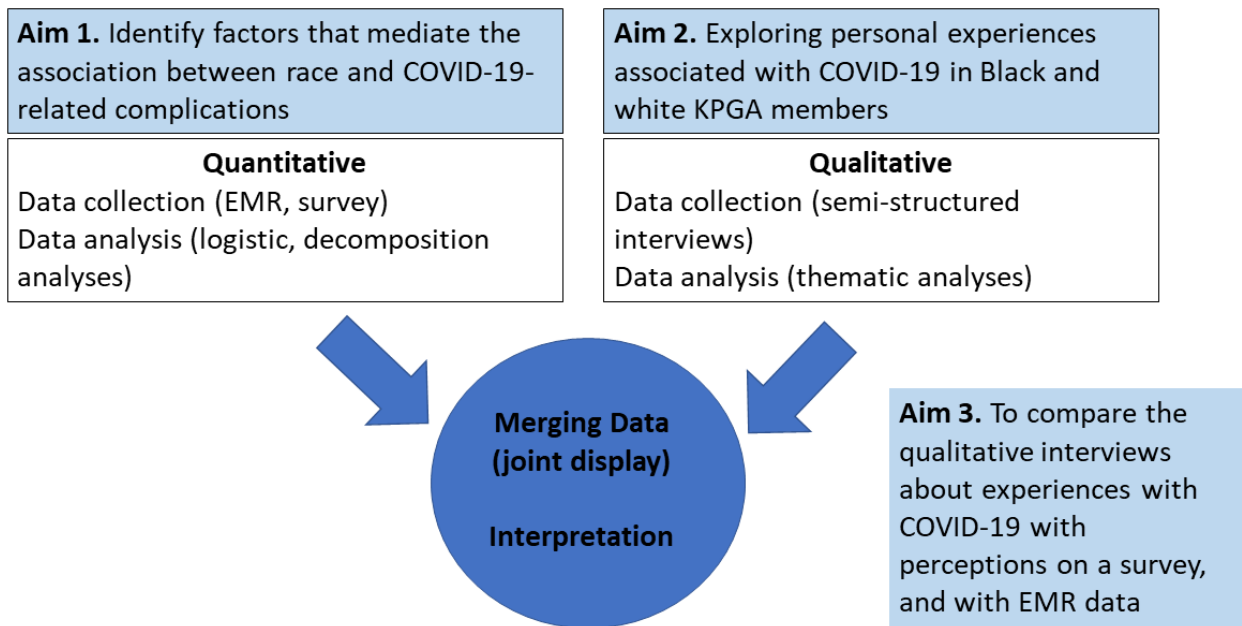 Aim 1. Identify factors that mediate the
association between race and COVID-19-
related complications
Quantitative
Data collection (EMR, survey)
Data analysis (logistic, decomposition
analyses)
Aim 2. Exploring personal experiences
associated with COVID-19 in Black and
white KPGA members
Qualitative
Data collection (semi-structured
interviews)
Data analysis (thematic analyses)
Merging Data
(joint display)
Interpretation
Aim 3. To compare the
qualitative interviews
about experiences with
COVID-19 with
perceptions on a survey,
and with EMR data